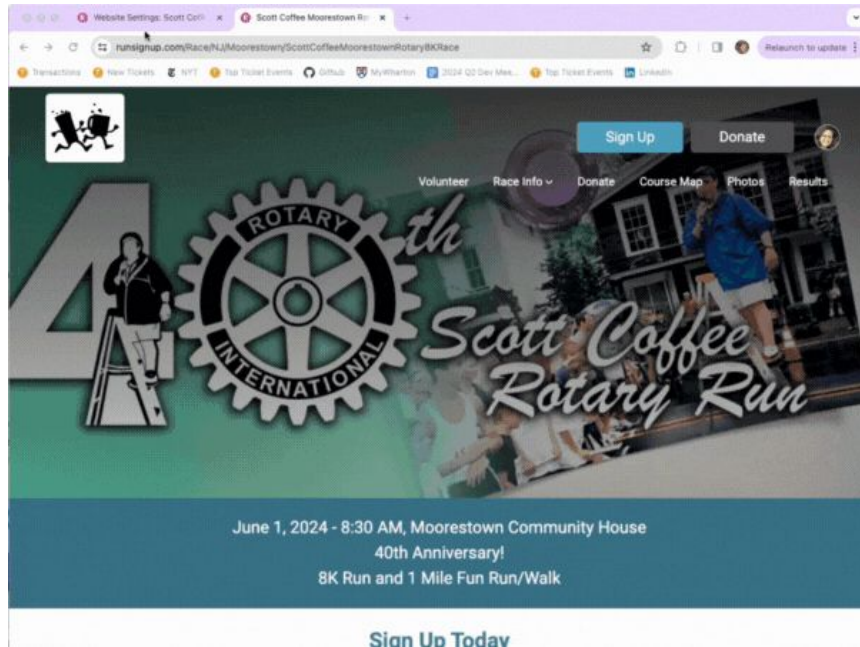 Website Settings: Scott Coff
Scott Coffee Moorestown Ro
runsignup.com/Race/NJ/Moorestown/ScottCoffeeMoorestownRotary8KRace
Relaunch to update
Transactions
New Tickets
NYT
Top Ticket Events
Github
MyWharton
2024 Q2 Dev Mee...
Top Ticket Events
LinkedIn
Sign Up
Donate
Volunteer
Race Info
Donate
Course Map
Photos
Results
40th
ROTARY
INTERNATIONAL
Scott Coffee
Rotary Run
June 1, 2024 - 8:30 AM, Moorestown Community House
40th Anniversary!
8K Run and 1 Mile Fun Run/Walk
Sign Up Today